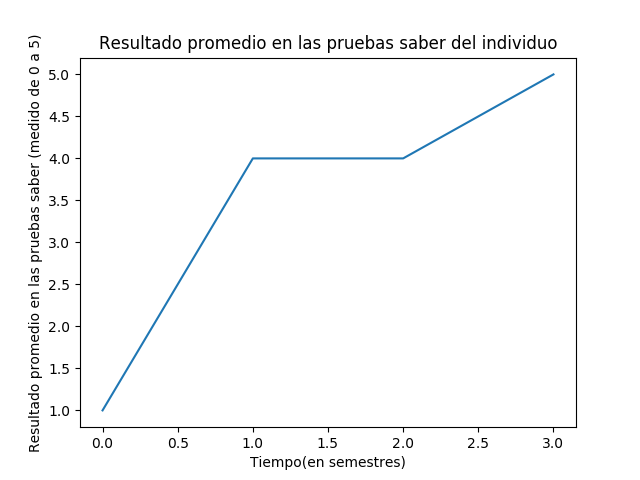 Resultado promedio en las pruebas saber del individuo
Resultado promedio en las pruebas saber (medido de 0 a 5)
5.0
4.5
4.0
3.5
3.0
2.5
2.0
1.5
1.0
0.0 0.5 1.0 1.5 2.0 2.5 3.0
Tiempo(en semestres)